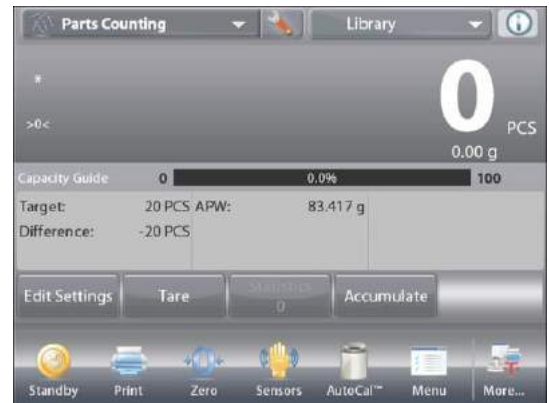 Parts Counting Library
*
>0<
0 PCS
0.00 g
Capacity Guide 0 0.0% 100
Target: 20 PCS APW: 83.417 g
Difference: -20 PCS
Edit Settings Tare Statistics Accumulate
0
Standby Print Zero Sensors AutoCal™ Menu More...